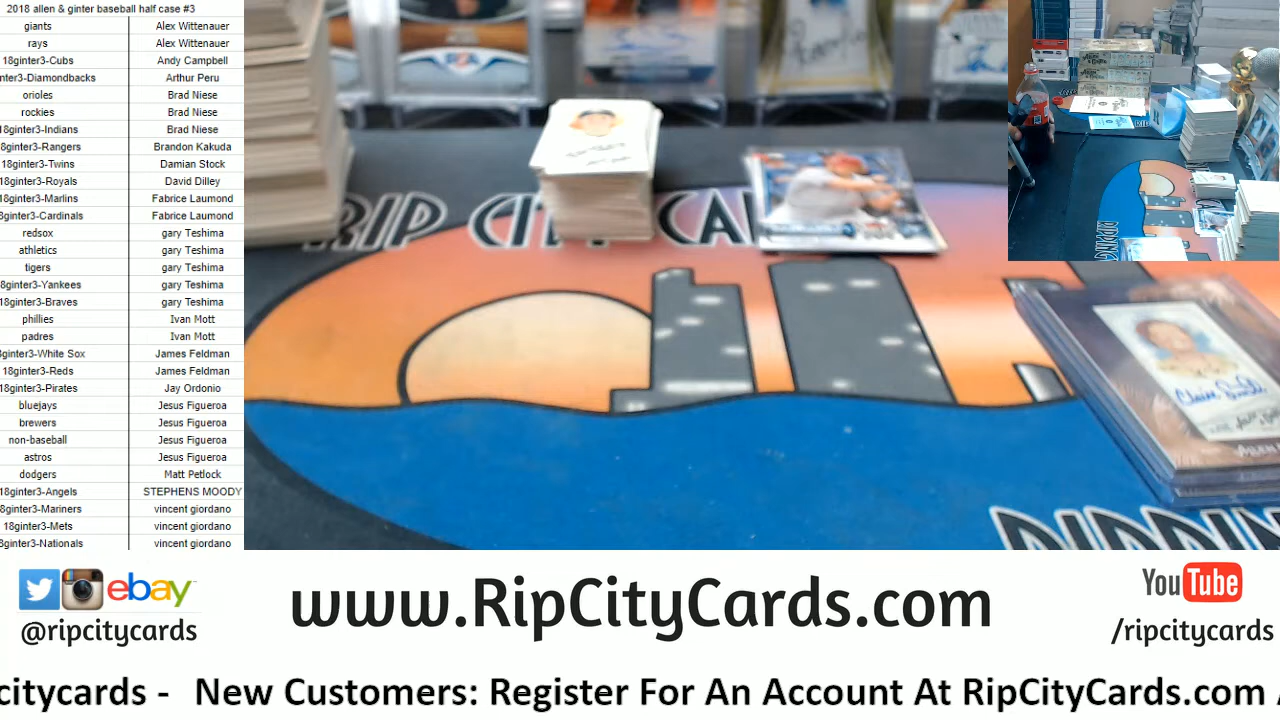 2018 allen & ginter baseball half case #3
giants Alex Wittenauer
rays Alex Wittenauer
18ginter3-Cubs Andy Campbell
nter3-Diamondbacks Arthur Peru
orioles Brad Niese
rockies Brad Niese
18ginter3-Indians Brad Niese
8ginter3-Rangers Brandon Kakuda
18ginter3-Twins Damian Stock
18ginter3-Royals David Dilley
8ginter3-Marlins Fabrice Laumond
ginter3-Cardinals Fabrice Laumond
redsox gary Teshima
athletics gary Teshima
tigers gary Teshima
8ginter3-Yankees gary Teshima
18ginter3-Braves gary Teshima
phillies Ivan Mott
padres Ivan Mott
ginter3-White Sox James Feldman
18ginter3-Reds James Feldman
18ginter3-Pirates Jay Ordonio
bluejays Jesus Figueroa
brewers Jesus Figueroa
non-baseball Jesus Figueroa
astros Jesus Figueroa
dodgers Matt Petlock
18ginter3-Angels STEPHENS MOODY
8ginter3-Mariners vincent giordano
18ginter3-Mets vincent giordano
ginter3-Nationals vincent giordano
RIP CITY CA
RIPPIN
ebay
@ripcitycards
www.RipCityCards.com
YouTube
/ripcitycards
citycards - New Customers: Register For An Account At RipCityCards.com